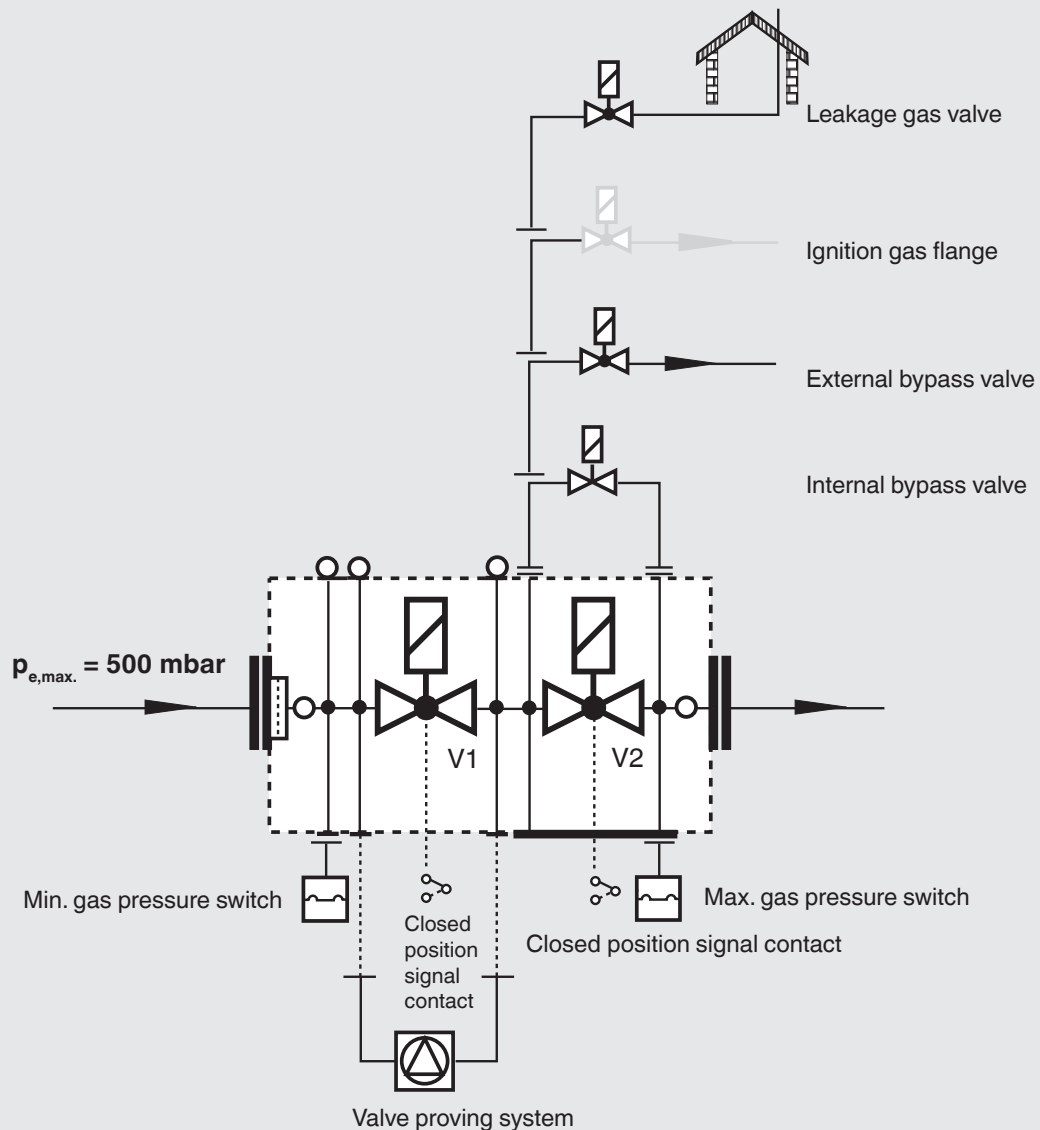 Leakage gas valve
Ignition gas flange
External bypass valve
Internal bypass valve
pe,max. = 500 mbar
V1
V2
Min. gas pressure switch
Max. gas pressure switch
Closed
position
signal
contact
Closed position signal contact
Valve proving system